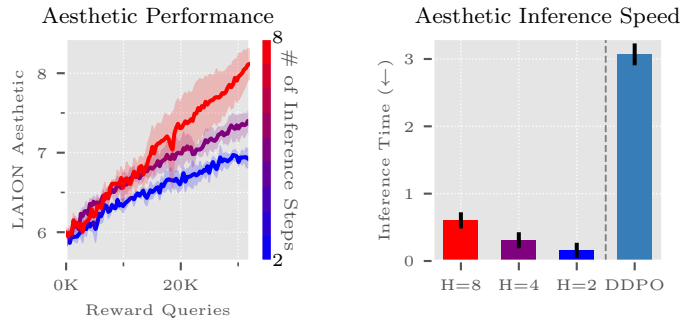 Aesthetic Performance
8
7
6
LAION Aesthetic
0K
20K
Reward Queries
8
2
# of Inference Steps
Aesthetic Inference Speed
3
2
1
0
Inference Time (←)
H=8
H=4
H=2
DDPO